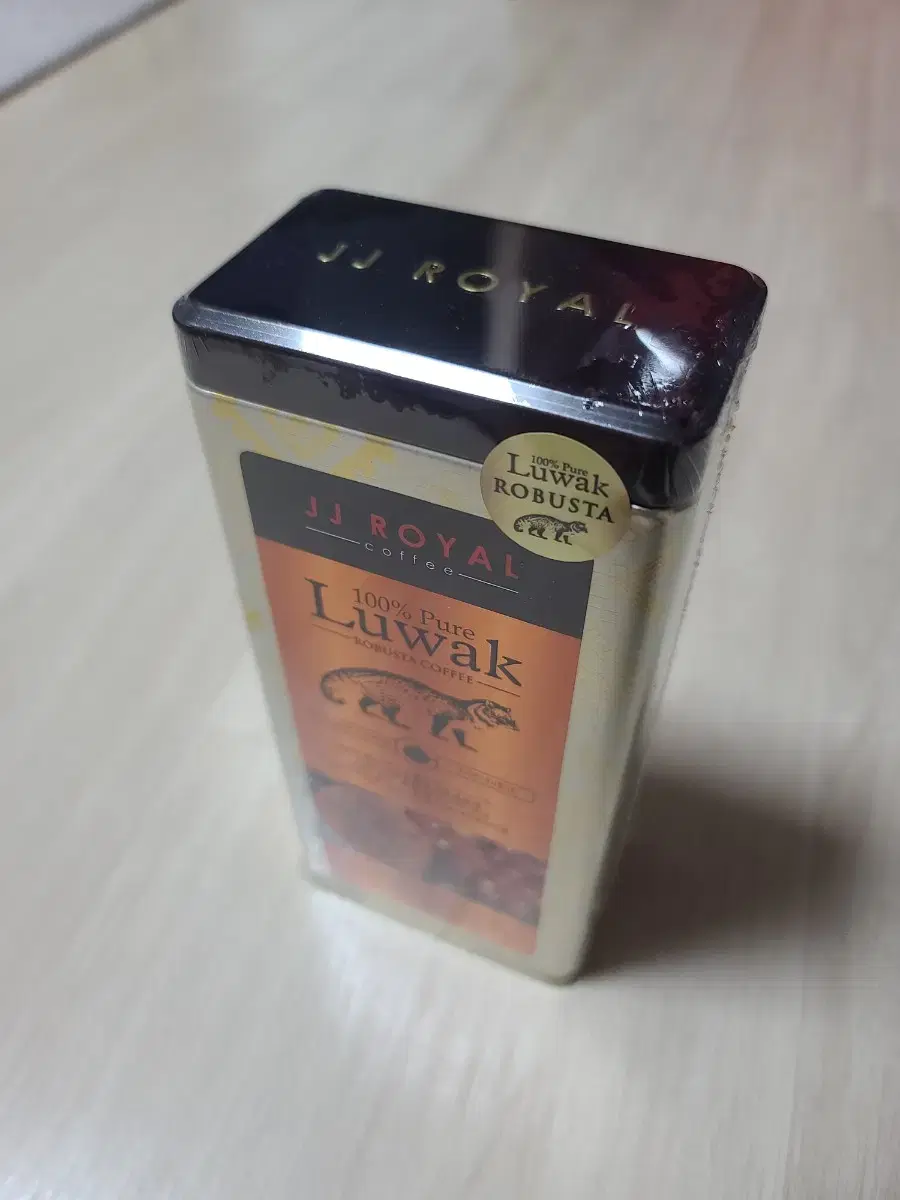 JJ ROYAL
100% Pure
Luwak
ROBUSTA
JJ ROYAL
coffee
100% Pure
Luwak
ROBUSTA COFFEE